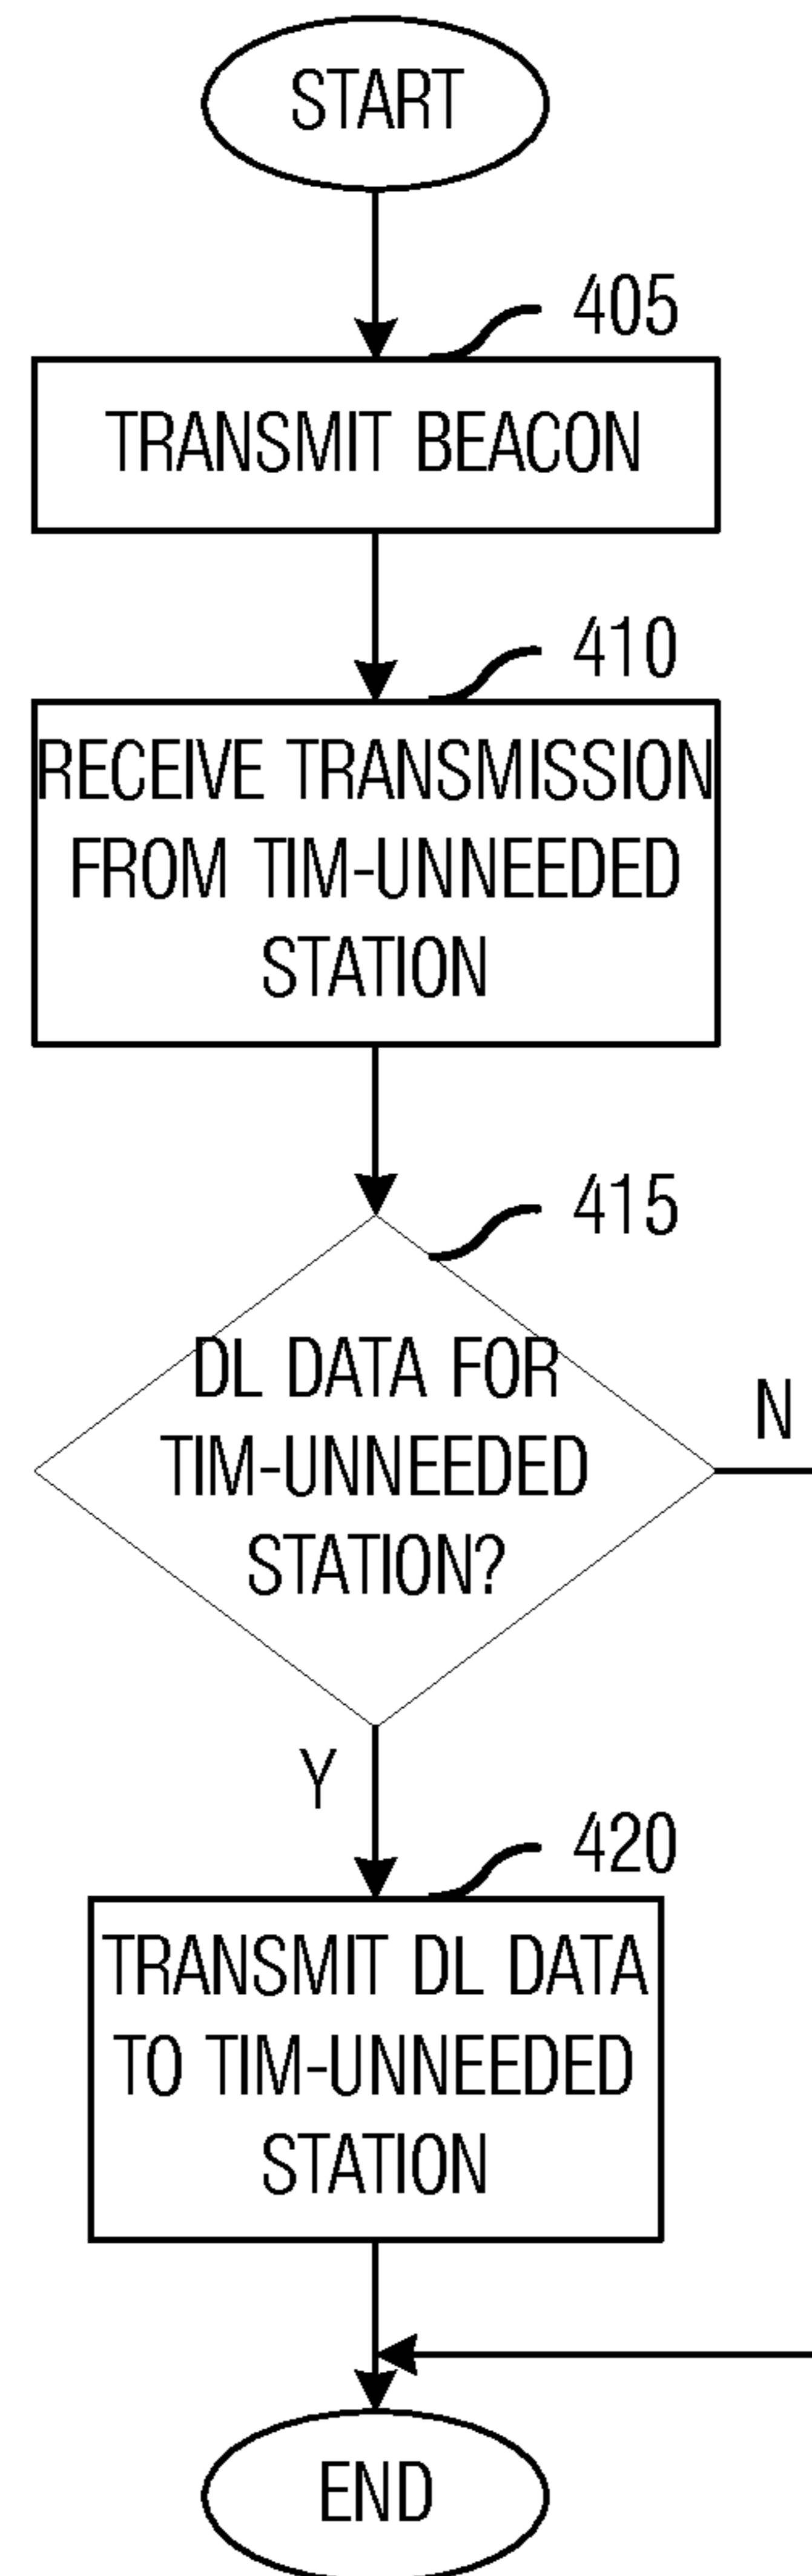 START
405
TRANSMIT BEACON
410
RECEIVE TRANSMISSION
FROM TIM-UNNEEDED
STATION
415
DL DATA FOR
TIM-UNNEEDED
STATION?
N
Y
420
TRANSMIT DL DATA
TO TIM-UNNEEDED
STATION
END